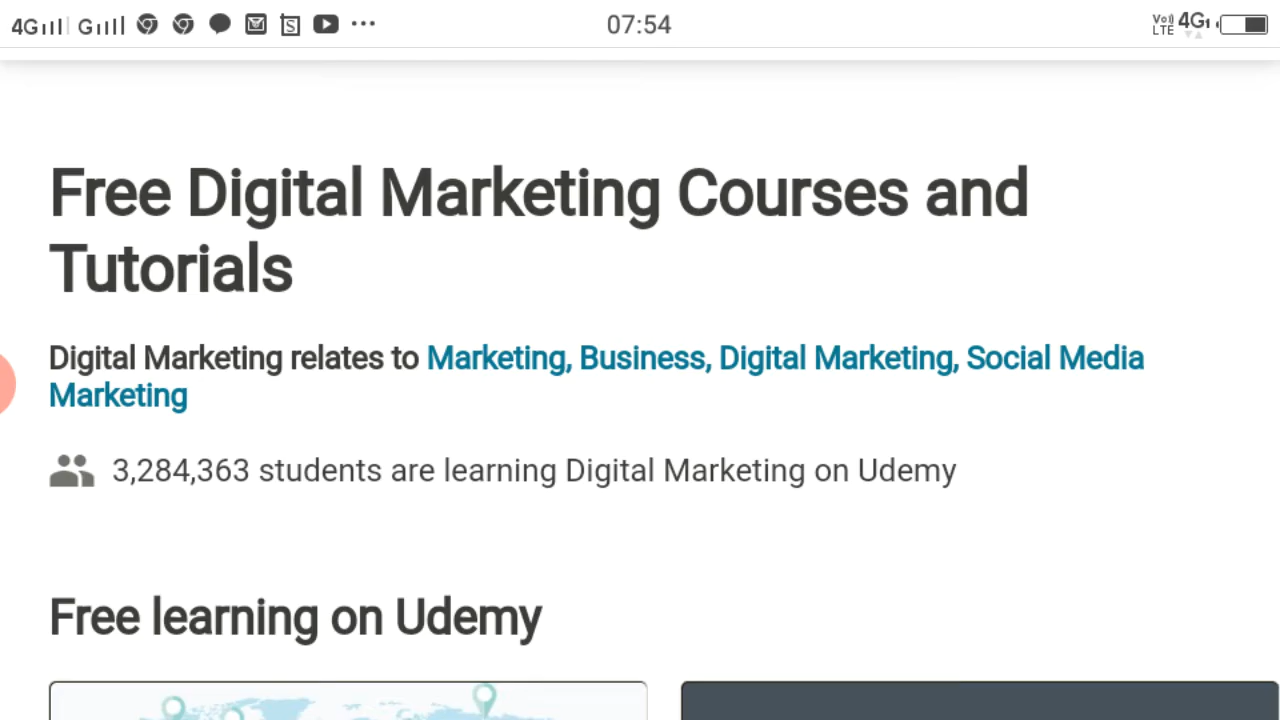 4G G 07:54 Vo) LTE 4G
Free Digital Marketing Courses and
Tutorials
Digital Marketing relates to Marketing, Business, Digital Marketing, Social Media
Marketing
3,284,363 students are learning Digital Marketing on Udemy
Free learning on Udemy